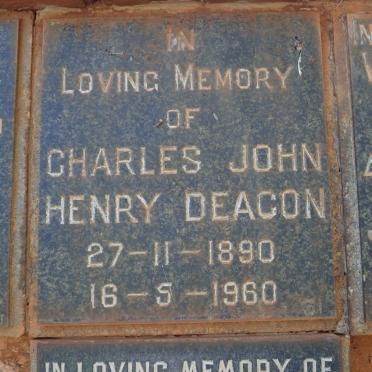 IN
LOVING MEMORY
OF
CHARLES JOHN
HENRY DEACON
27-11-1890
16-5-1960
IN LOVING MEMORY OF